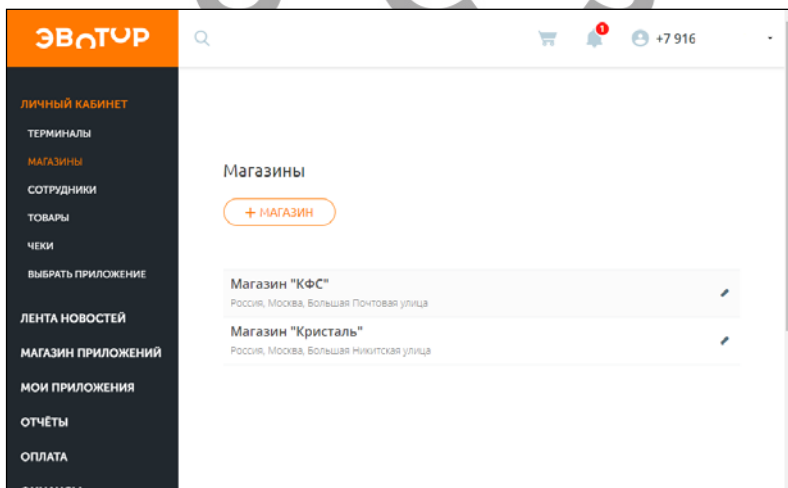 ЭВОТОР
1
+7 916
ЛИЧНЫЙ КАБИНЕТ
ТЕРМИНАЛЫ
МАГАЗИНЫ
СОТРУДНИКИ
ТОВАРЫ
ЧЕКИ
ВЫБРАТЬ ПРИЛОЖЕНИЕ
ЛЕНТА НОВОСТЕЙ
МАГАЗИН ПРИЛОЖЕНИЙ
МОИ ПРИЛОЖЕНИЯ
ОТЧЁТЫ
ОПЛАТА
Магазины
+ МАГАЗИН
Магазин "КФС"
Россия, Москва, Большая Почтовая улица
Магазин "Кристаль"
Россия, Москва, Большая Никитская улица